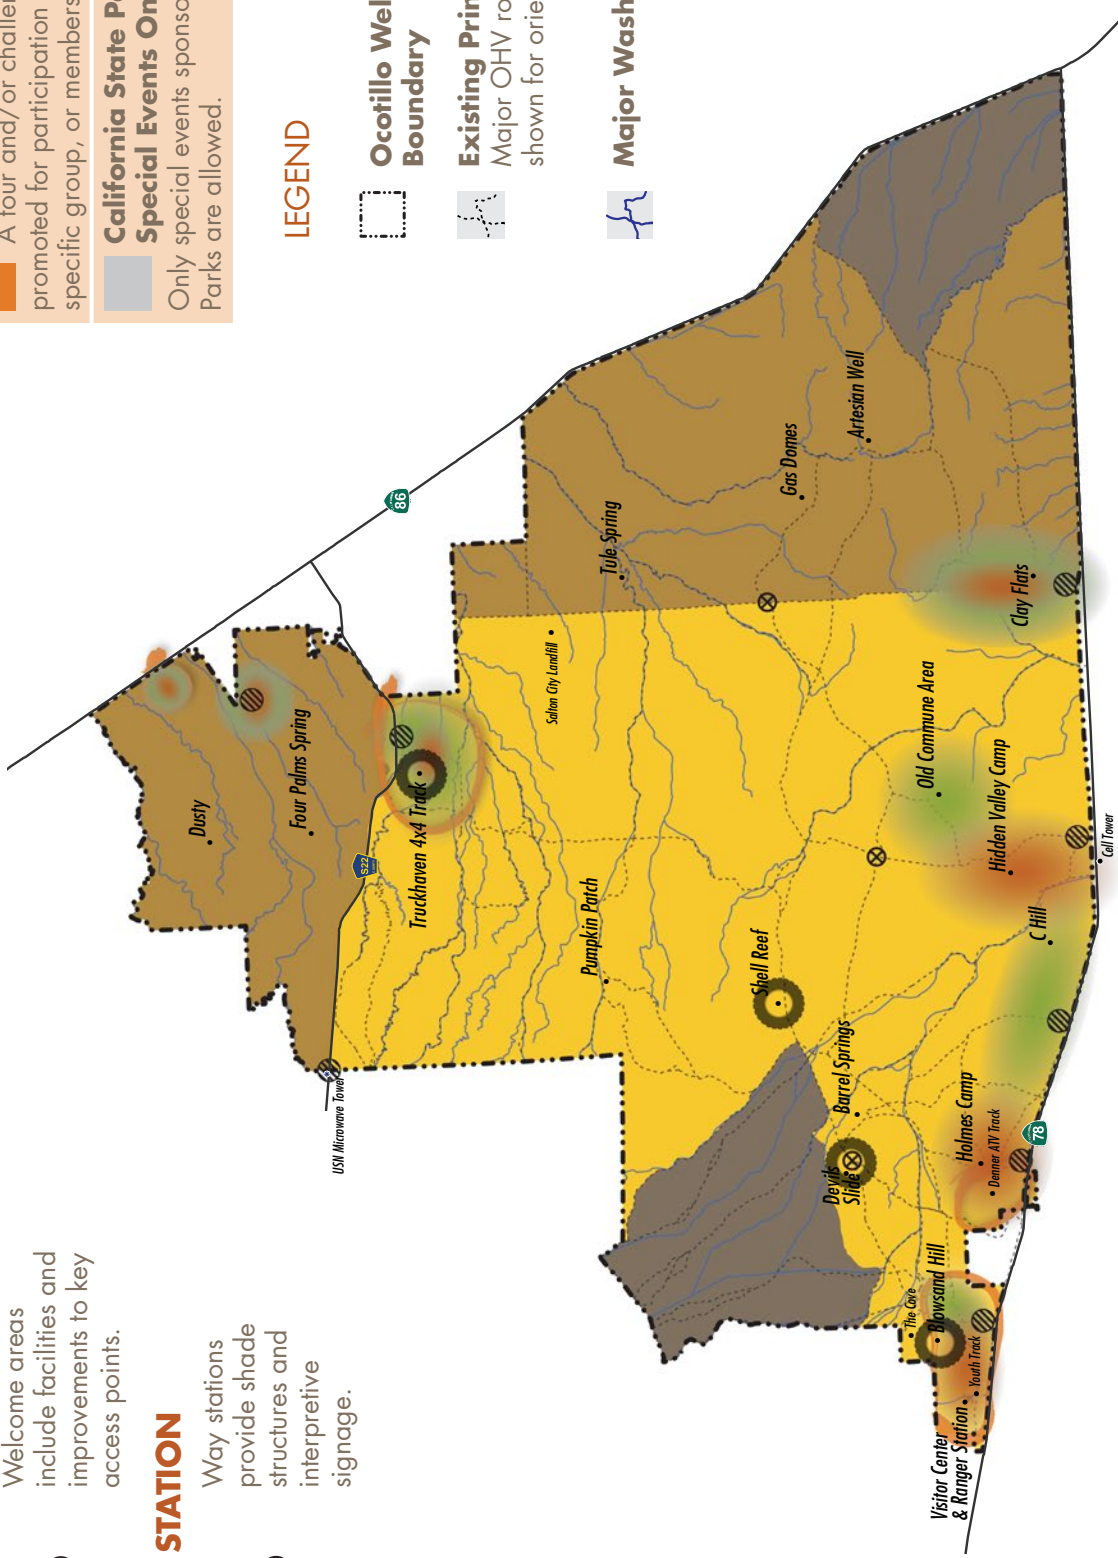 Welcome areas
include facilities and
improvements to key
access points.
STATION
Way stations
provide shade
structures and
interpretive
signage.
A tour and/or challen
promoted for participation
specific group, or members
California State Pa
Special Events On
Only special events sponso
Parks are allowed.
LEGEND
Ocotillo Wel
Boundary
Existing Prim
Major OHV ro
shown for orie
Major Wash
Dusty
Four Palms Spring
S22
Truckhaven 4x4 Track
USN Microwave Tower
86
Salton City Landfill
Tule Spring
Pumpkin Patch
Gas Domes
Artesian Well
Shell Reef
Barrel Springs
Devils
Slide
Old Commune Area
Hidden Valley Camp
Clay Flats
C Hill
Cell Tower
Holmes Camp
Denner ATV Track
78
The Cove
Blowsand Hill
Youth Track
Visitor Center
& Ranger Station